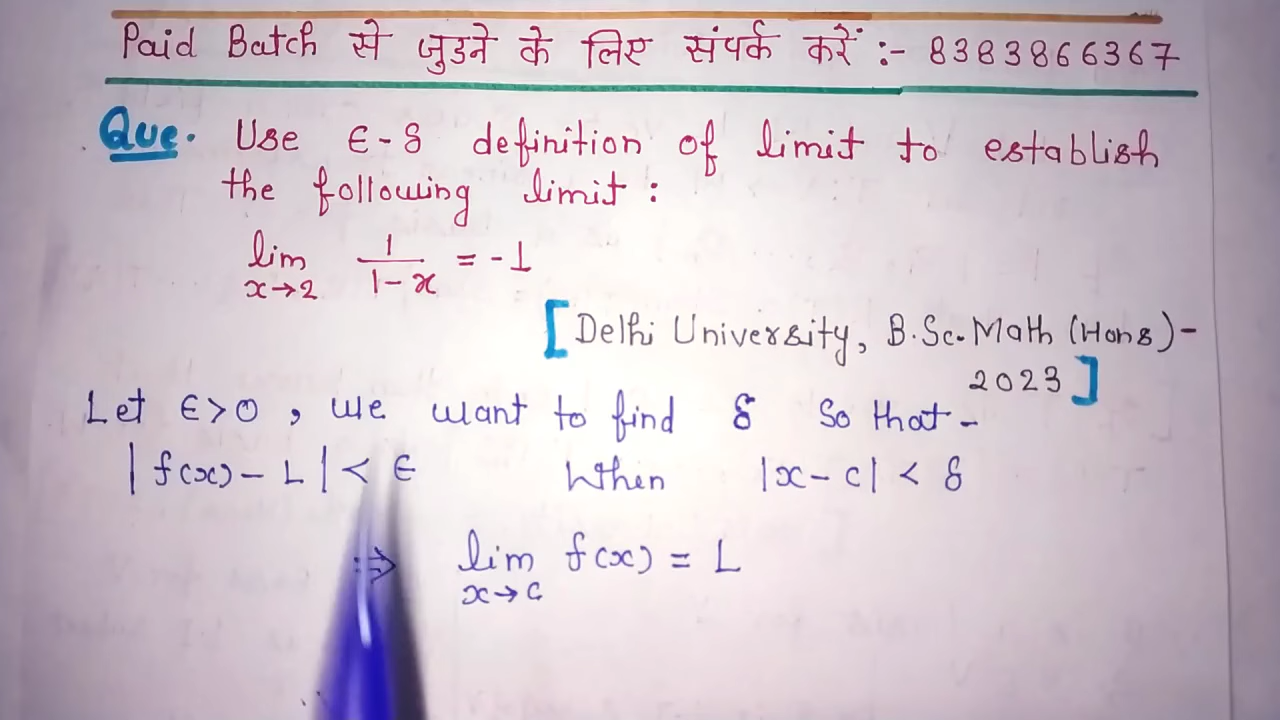 Paid Batch से जुडने के लिए संपर्क करें :- 8383866367
Que. Use ε-δ definition of limit to establish
the following limit :
lim x→2 1/(1-x) = -1
[Delhi University, B.Sc. Math (Hons)-
2023]
Let ε>0, we want to find δ so that-
|f(x)-L| < ε when |x-c| < δ
⇒ lim x→c f(x) = L